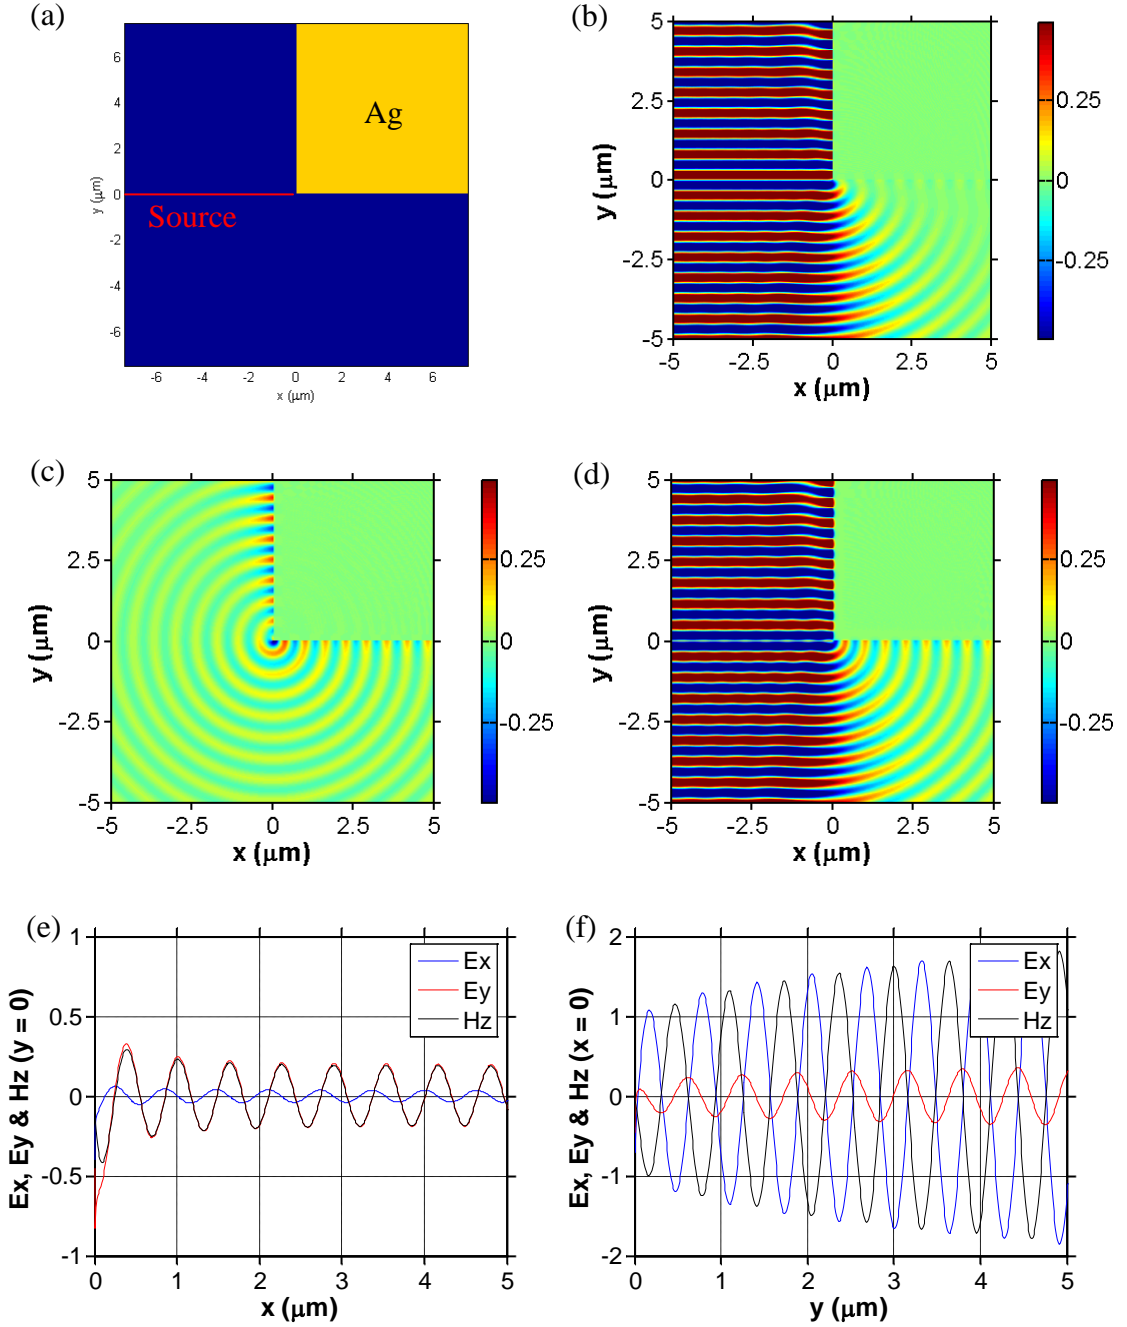 (a)
6
4
2
0
-2
-4
-6
y (μm)
Ag
Source
-6 -4 -2 0 2 4 6
x (μm)
(b)
5
2.5
0
-2.5
-5
y (μm)
-5 -2.5 0 2.5 5
x (μm)
0.25
0
-0.25
(c)
5
2.5
0
-2.5
-5
y (μm)
-5 -2.5 0 2.5 5
x (μm)
0.25
0
-0.25
(d)
5
2.5
0
-2.5
-5
y (μm)
-5 -2.5 0 2.5 5
x (μm)
0.25
0
-0.25
(e)
1
0.5
0
-0.5
-1
Ex, Ey & Hz (y = 0)
Ex
Ey
Hz
0 1 2 3 4 5
x (μm)
(f)
2
1
0
-1
-2
Ex, Ey & Hz (x = 0)
Ex
Ey
Hz
0 1 2 3 4 5
y (μm)